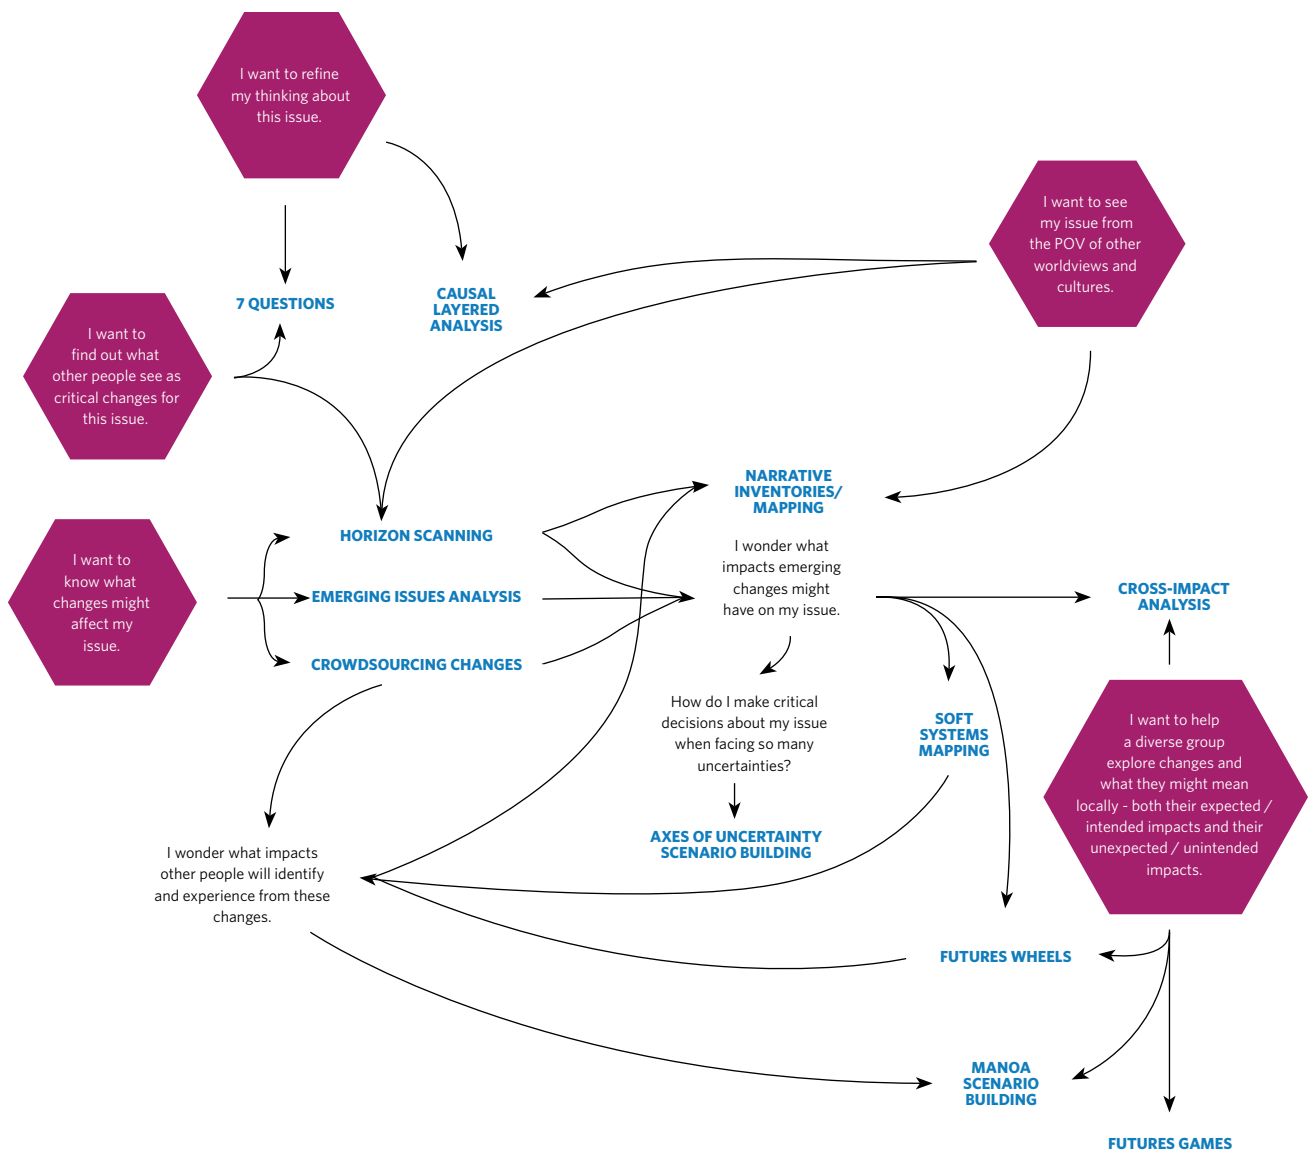 I want to refine
my thinking about
this issue.
I want to see
my issue from
the POV of other
worldviews and
cultures.
7 QUESTIONS
CAUSAL
LAYERED
ANALYSIS
I want to
find out what
other people see as
critical changes for
this issue.
NARRATIVE
INVENTORIES/
MAPPING
HORIZON SCANNING
I want to
know what
changes might
affect my
issue.
I wonder what
impacts emerging
changes might
have on my issue.
EMERGING ISSUES ANALYSIS
CROSS-IMPACT
ANALYSIS
CROWDSOURCING CHANGES
How do I make critical
decisions about my issue
when facing so many
uncertainties?
SOFT
SYSTEMS
MAPPING
I want to help
a diverse group
explore changes and
what they might mean
locally - both their expected /
intended impacts and their
unexpected / unintended
impacts.
AXES OF UNCERTAINTY
SCENARIO BUILDING
I wonder what impacts
other people will identify
and experience from these
changes.
FUTURES WHEELS
MANOA
SCENARIO
BUILDING
FUTURES GAMES